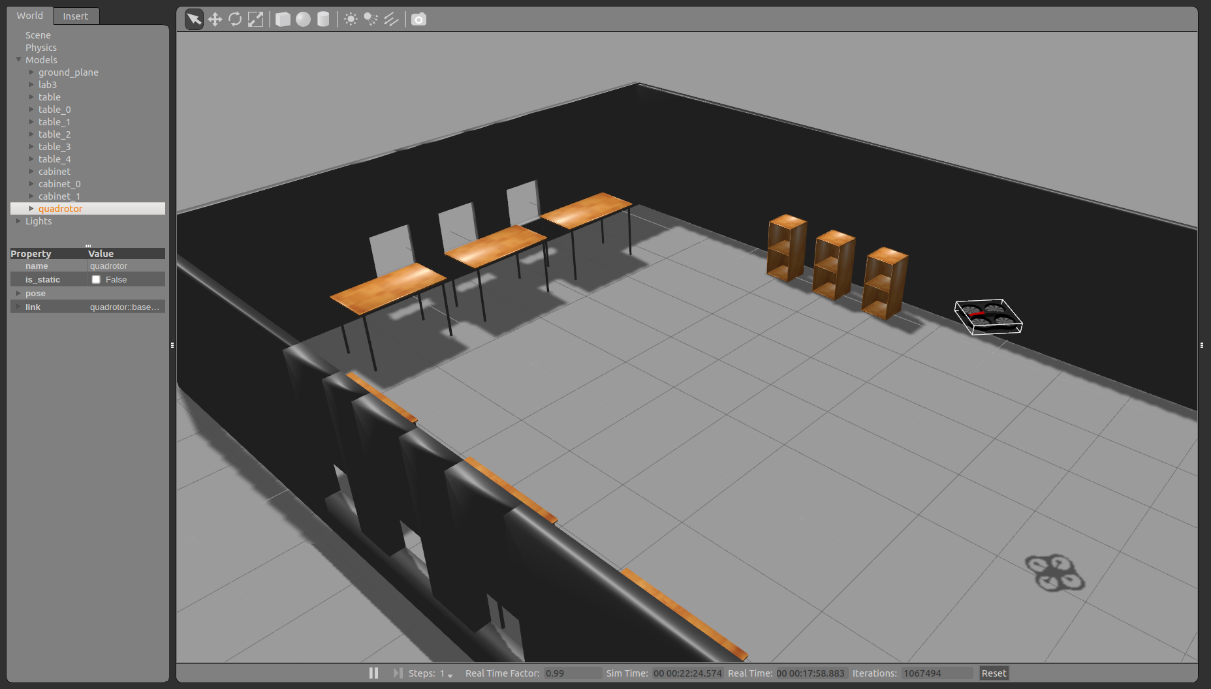 World Insert
Scene
Physics
Models
ground_plane
lab3
table
table_0
table_1
table_2
table_3
table_4
cabinet
cabinet_0
cabinet_1
quadrotor
Lights
Property Value
name quadrotor
is_static False
pose
link quadrotor::base...
Steps: 1 Real Time Factor: 0.99 Sim Time: 00 00:22:24.574 Real Time: 00 00:17:58.883 Iterations: 1067494 Reset